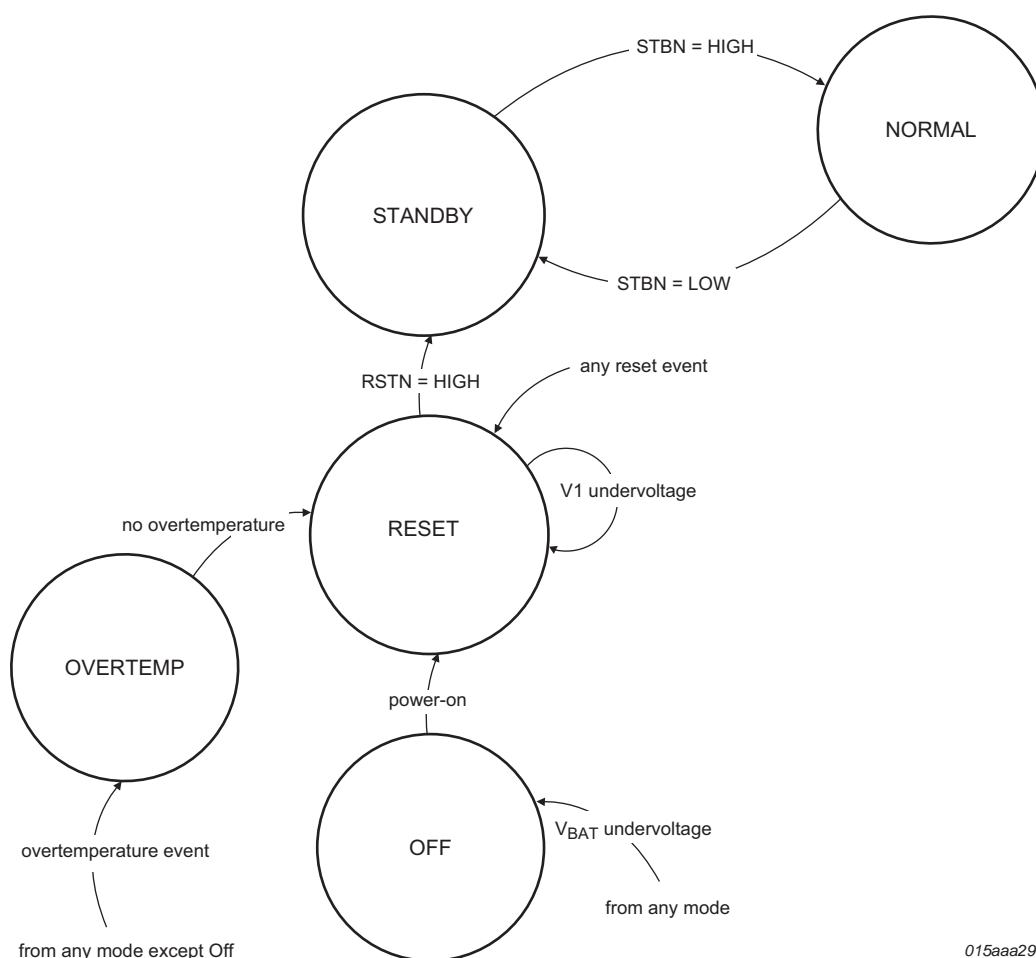 STBN = HIGH
NORMAL
STANDBY
STBN = LOW
RSTN = HIGH
any reset event
V1 undervoltage
no overtemperature
RESET
OVERTEMP
power-on
VBAT undervoltage
overtemperature event
OFF
from any mode
from any mode except Off
015aaa29